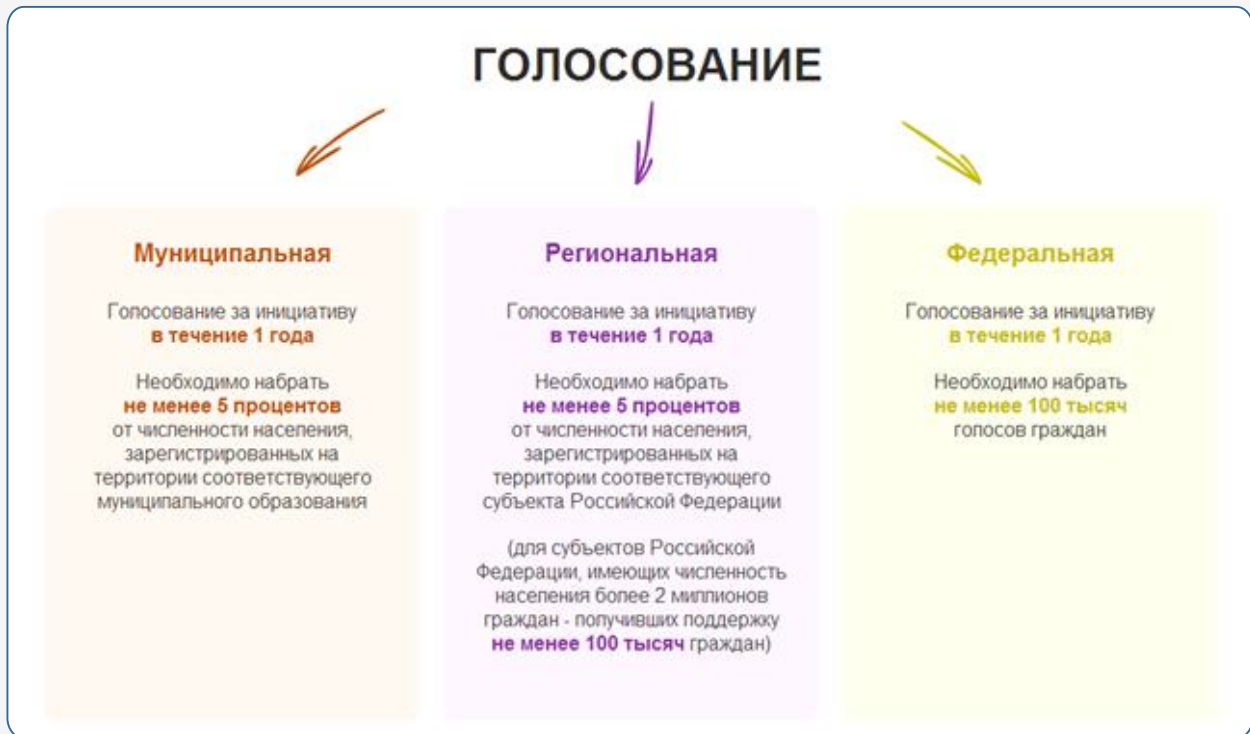 ГОЛОСОВАНИЕ
Муниципальная
Голосование за инициативу
в течение 1 года
Необходимо набрать
не менее 5 процентов
от численности населения,
зарегистрированных на
территории соответствующего
муниципального образования
Региональная
Голосование за инициативу
в течение 1 года
Необходимо набрать
не менее 5 процентов
от численности населения,
зарегистрированных на
территории соответствующего
субъекта Российской Федерации
(для субъектов Российской
Федерации, имеющих численность
населения более 2 миллионов
граждан - получивших поддержку
не менее 100 тысяч граждан)
Федеральная
Голосование за инициативу
в течение 1 года
Необходимо набрать
не менее 100 тысяч
голосов граждан